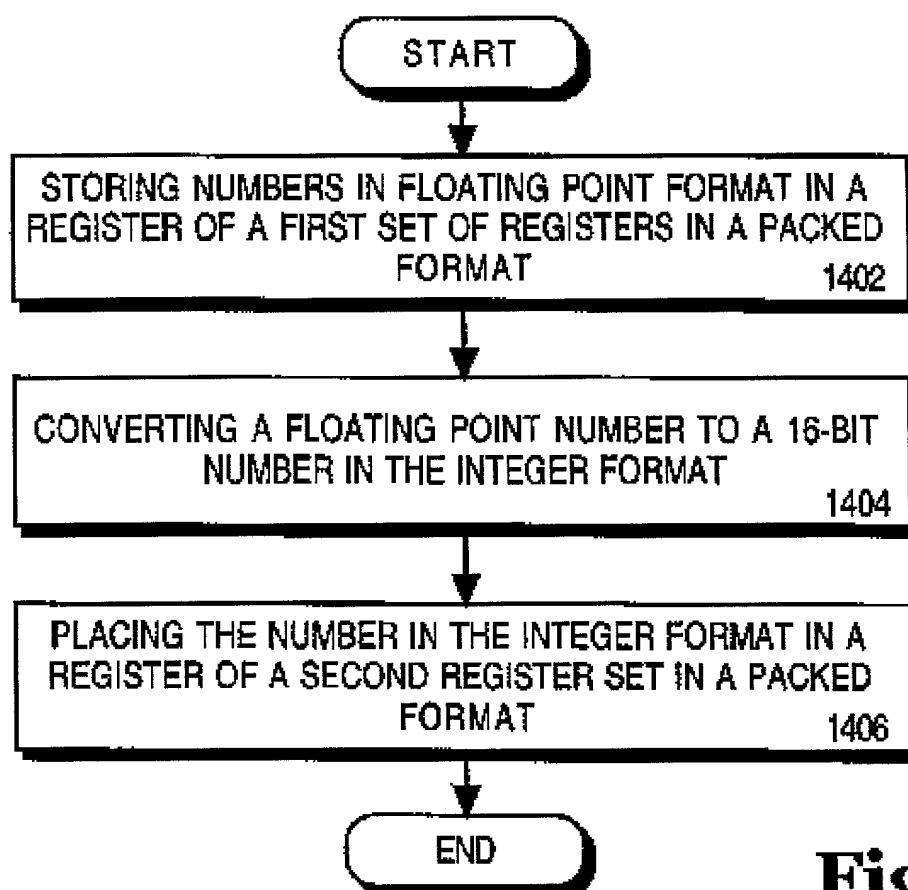 START
STORING NUMBERS IN FLOATING POINT FORMAT IN A
REGISTER OF A FIRST SET OF REGISTERS IN A PACKED
FORMAT
1402
CONVERTING A FLOATING POINT NUMBER TO A 16-BIT
NUMBER IN THE INTEGER FORMAT
1404
PLACING THE NUMBER IN THE INTEGER FORMAT IN A
REGISTER OF A SECOND REGISTER SET IN A PACKED
FORMAT
1406
END